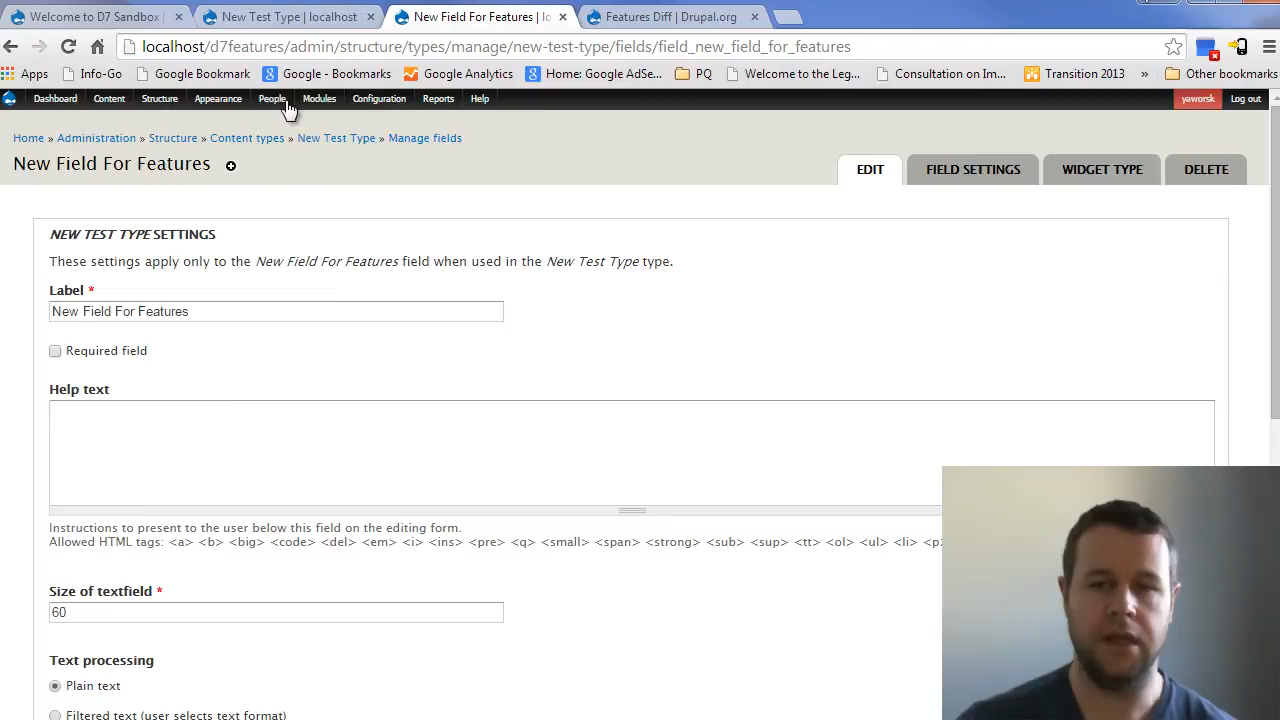 Welcome to D7 Sandbox
New Test Type | localhost
New Field For Features | lo
Features Diff | Drupal.org
localhost/d7features/admin/structure/types/manage/new-test-type/fields/field_new_field_for_features
Apps Info-Go Google Bookmark Google - Bookmarks Google Analytics Home: Google AdSe... PQ Welcome to the Leg... Consultation on Im... Transition 2013 » Other bookmarks
Dashboard Content Structure Appearance People Modules Configuration Reports Help yaworsk Log out
Home » Administration » Structure » Content types » New Test Type » Manage fields
New Field For Features
EDIT FIELD SETTINGS WIDGET TYPE DELETE
NEW TEST TYPE SETTINGS
These settings apply only to the New Field For Features field when used in the New Test Type type.
Label *
New Field For Features
Required field
Help text
Instructions to present to the user below this field on the editing form.
Allowed HTML tags: <a> <b> <big> <code> <del> <em> <i> <ins> <pre> <q> <small> <span> <strong> <sub> <sup> <tt> <ol> <ul> <li> <p
Size of textfield *
60
Text processing
Plain text
Filtered text (user selects text format)